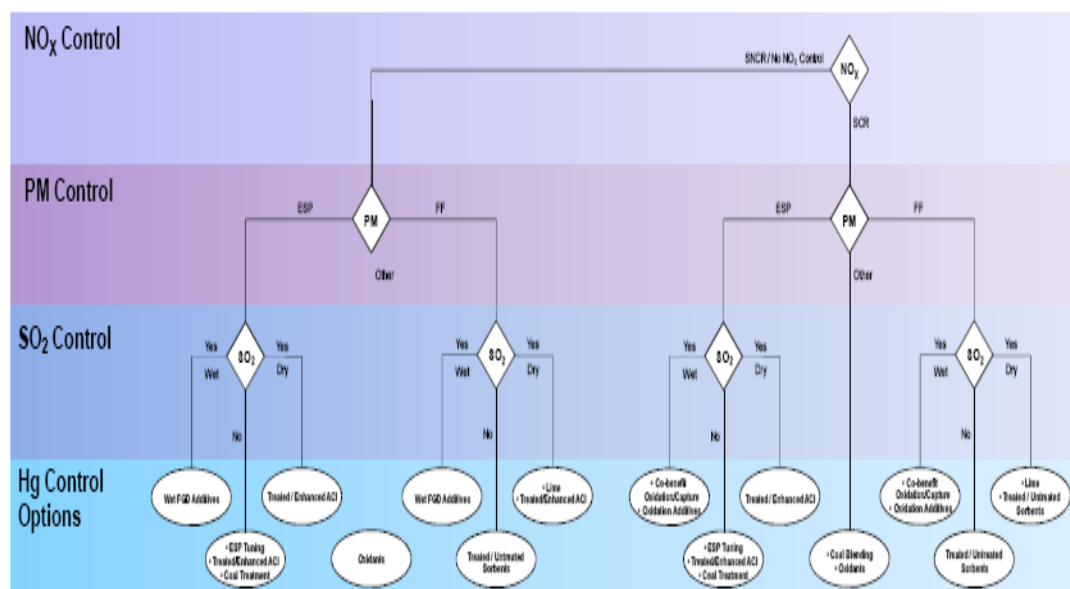 NOX Control
SNCR / No NOX Control
NOX
SCR
PM Control
ESP
PM
FF
Other
ESP
PM
FF
Other
SO2 Control
Yes
Wet
SO2
Yes
Dry
No
Yes
Wet
SO2
Yes
Dry
No
Yes
Wet
SO2
Yes
Dry
No
Yes
Wet
SO2
Yes
Dry
No
Hg Control
Options
Wet FGD Additives
Treated / Enhanced ACI
Wet FGD Additives
• Lime
• Treated/Enhanced ACI
• Co-benefit
Oxidation/Capture
• Oxidation Additives
Treated / Enhanced ACI
• Co-benefit
Oxidation/Capture
• Oxidation Additives
• Lime
• Treated / Untreated
Sorbents
• ESP Tuning
• Treated/Enhanced ACI
• Coal Treatment
Oxidants
Treated / Untreated
Sorbents
• ESP Tuning
• Treated/Enhanced ACI
• Coal Treatment
• Coal Blending
• Oxidants
Treated / Untreated
Sorbents